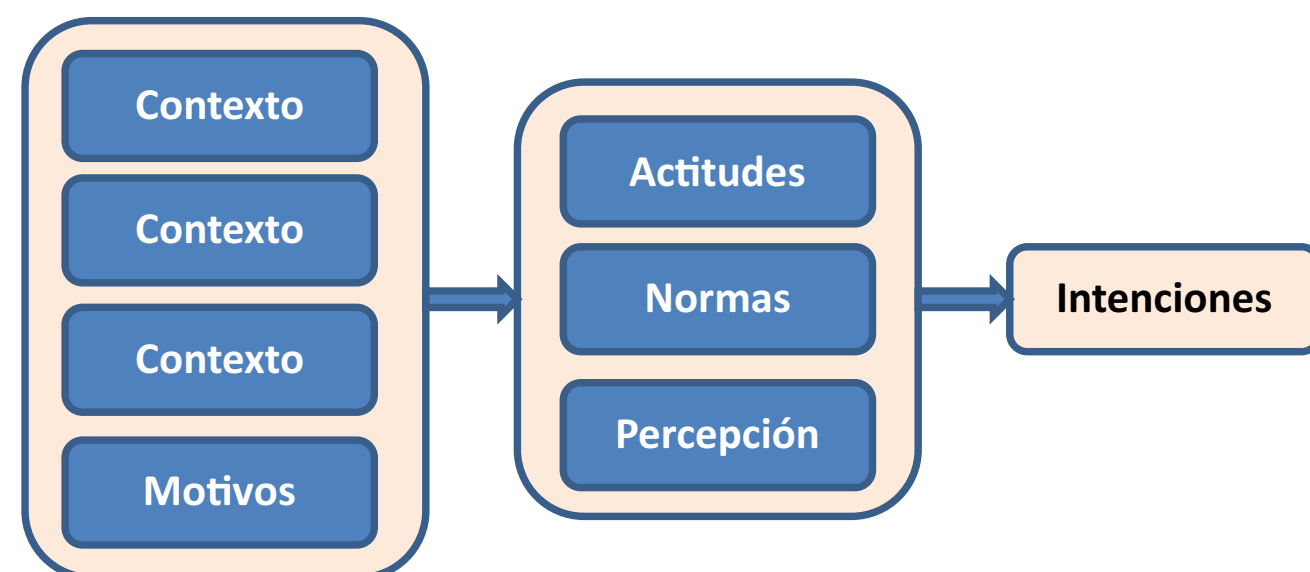 Contexto
Contexto
Contexto
Motivos
Actitudes
Normas
Percepción
Intenciones